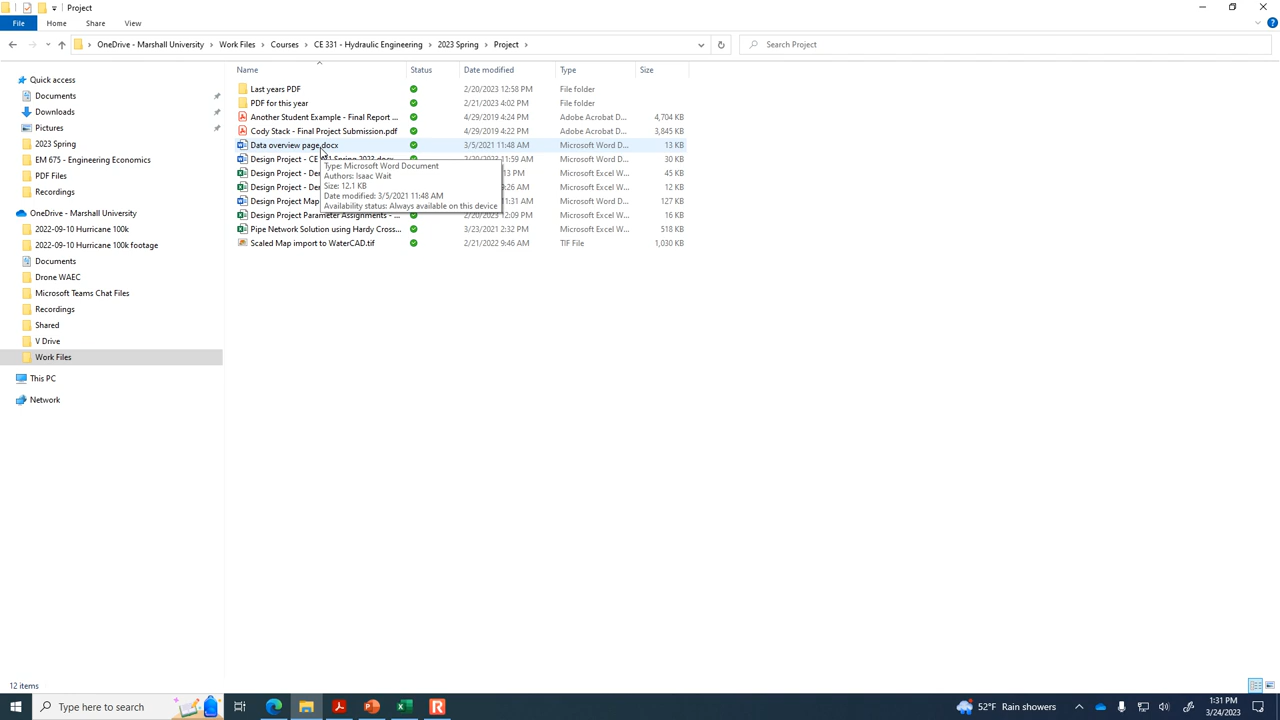 Project
File Home Share View
OneDrive - Marshall University Work Files Courses CE 331 - Hydraulic Engineering 2023 Spring Project Search Project
Name Status Date modified Type Size
Quick access
Documents
Downloads
Pictures
2023 Spring
EM 675 - Engineering Economics
PDF Files
Recordings
OneDrive - Marshall University
2022-09-10 Hurricane 100k
2022-09-10 Hurricane 100k footage
Documents
Drone WAEC
Microsoft Teams Chat Files
Recordings
Shared
V Drive
Work Files
This PC
Network
Last years PDF 2/20/2023 12:58 PM File folder
PDF for this year 2/21/2023 4:02 PM File folder
Another Student Example - Final Report ... 4/29/2019 4:24 PM Adobe Acrobat D... 4,704 KB
Cody Stack - Final Project Submission.pdf 4/29/2019 4:22 PM Adobe Acrobat D... 3,845 KB
Data overview page.docx 3/5/2021 11:48 AM Microsoft Word D... 13 KB
Design Project - CE 11:59 AM Microsoft Word D... 30 KB
Design Project - Der 13 PM Microsoft Excel W... 45 KB
Design Project - Der 9:26 AM Microsoft Excel W... 12 KB
Design Project Map 11:31 AM Microsoft Word D... 127 KB
Design Project Parameter Assignments - ... 12:09 PM Microsoft Excel W... 16 KB
Pipe Network Solution using Hardy Cross... 3/23/2021 2:32 PM Microsoft Excel W... 518 KB
Scaled Map import to WaterCAD.tif 2/21/2022 9:46 AM TIF File 1,030 KB
Type: Microsoft Word Document
Authors: Isaac Wait
Size: 12.1 KB
Date modified: 3/5/2021 11:48 AM
Availability status: Always available on this device
12 items
Type here to search 52°F Rain showers 1:31 PM
3/24/2023